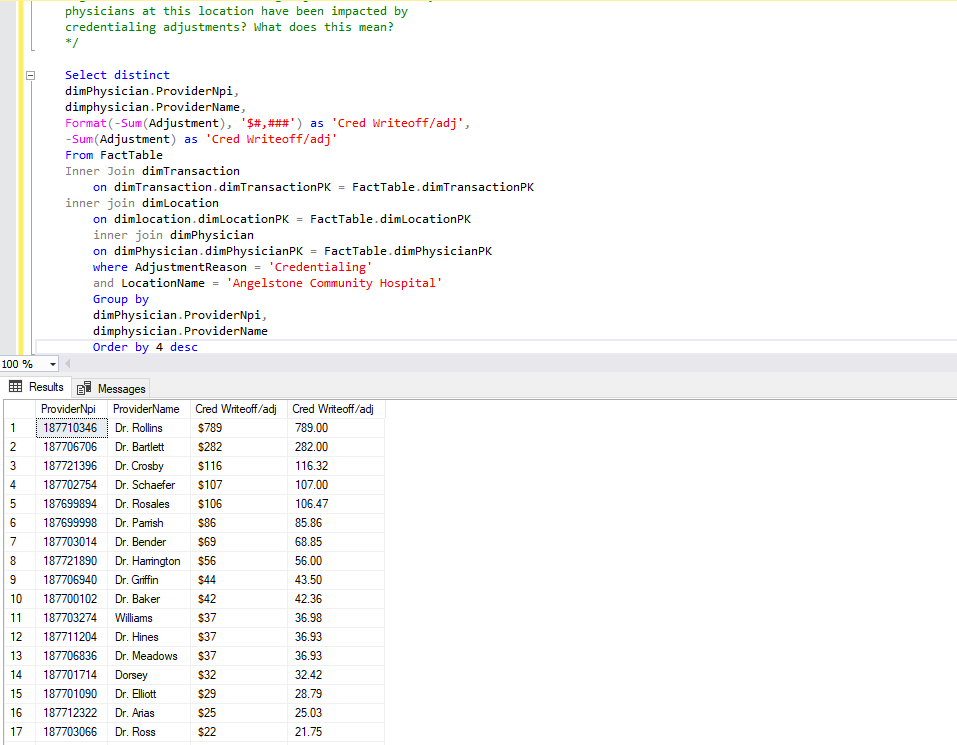 physicians at this location have been impacted by
credentialing adjustments? What does this mean?
*/
Select distinct
dimPhysician.ProviderNpi,
dimphysician.ProviderName,
Format(-Sum(Adjustment), '$#,###') as 'Cred Writeoff/adj',
-Sum(Adjustment) as 'Cred Writeoff/adj'
From FactTable
Inner Join dimTransaction
on dimTransaction.dimTransactionPK = FactTable.dimTransactionPK
inner join dimLocation
on dimlocation.dimLocationPK = FactTable.dimLocationPK
inner join dimPhysician
on dimPhysician.dimPhysicianPK = FactTable.dimPhysicianPK
where AdjustmentReason = 'Credentialing'
and LocationName = 'Angelstone Community Hospital'
Group by
dimPhysician.ProviderNpi,
dimphysician.ProviderName
Order by 4 desc
100 %
Results Messages
ProviderNpi ProviderName Cred Writeoff/adj Cred Writeoff/adj
1 187710346 Dr. Rollins $789 789.00
2 187706706 Dr. Bartlett $282 282.00
3 187721396 Dr. Crosby $116 116.32
4 187702754 Dr. Schaefer $107 107.00
5 187699894 Dr. Rosales $106 106.47
6 187699998 Dr. Parrish $86 85.86
7 187703014 Dr. Bender $69 68.85
8 187721890 Dr. Harrington $56 56.00
9 187706940 Dr. Griffin $44 43.50
10 187700102 Dr. Baker $42 42.36
11 187703274 Williams $37 36.98
12 187711204 Dr. Hines $37 36.93
13 187706836 Dr. Meadows $37 36.93
14 187701714 Dorsey $32 32.42
15 187701090 Dr. Elliott $29 28.79
16 187712322 Dr. Arias $25 25.03
17 187703066 Dr. Ross $22 21.75